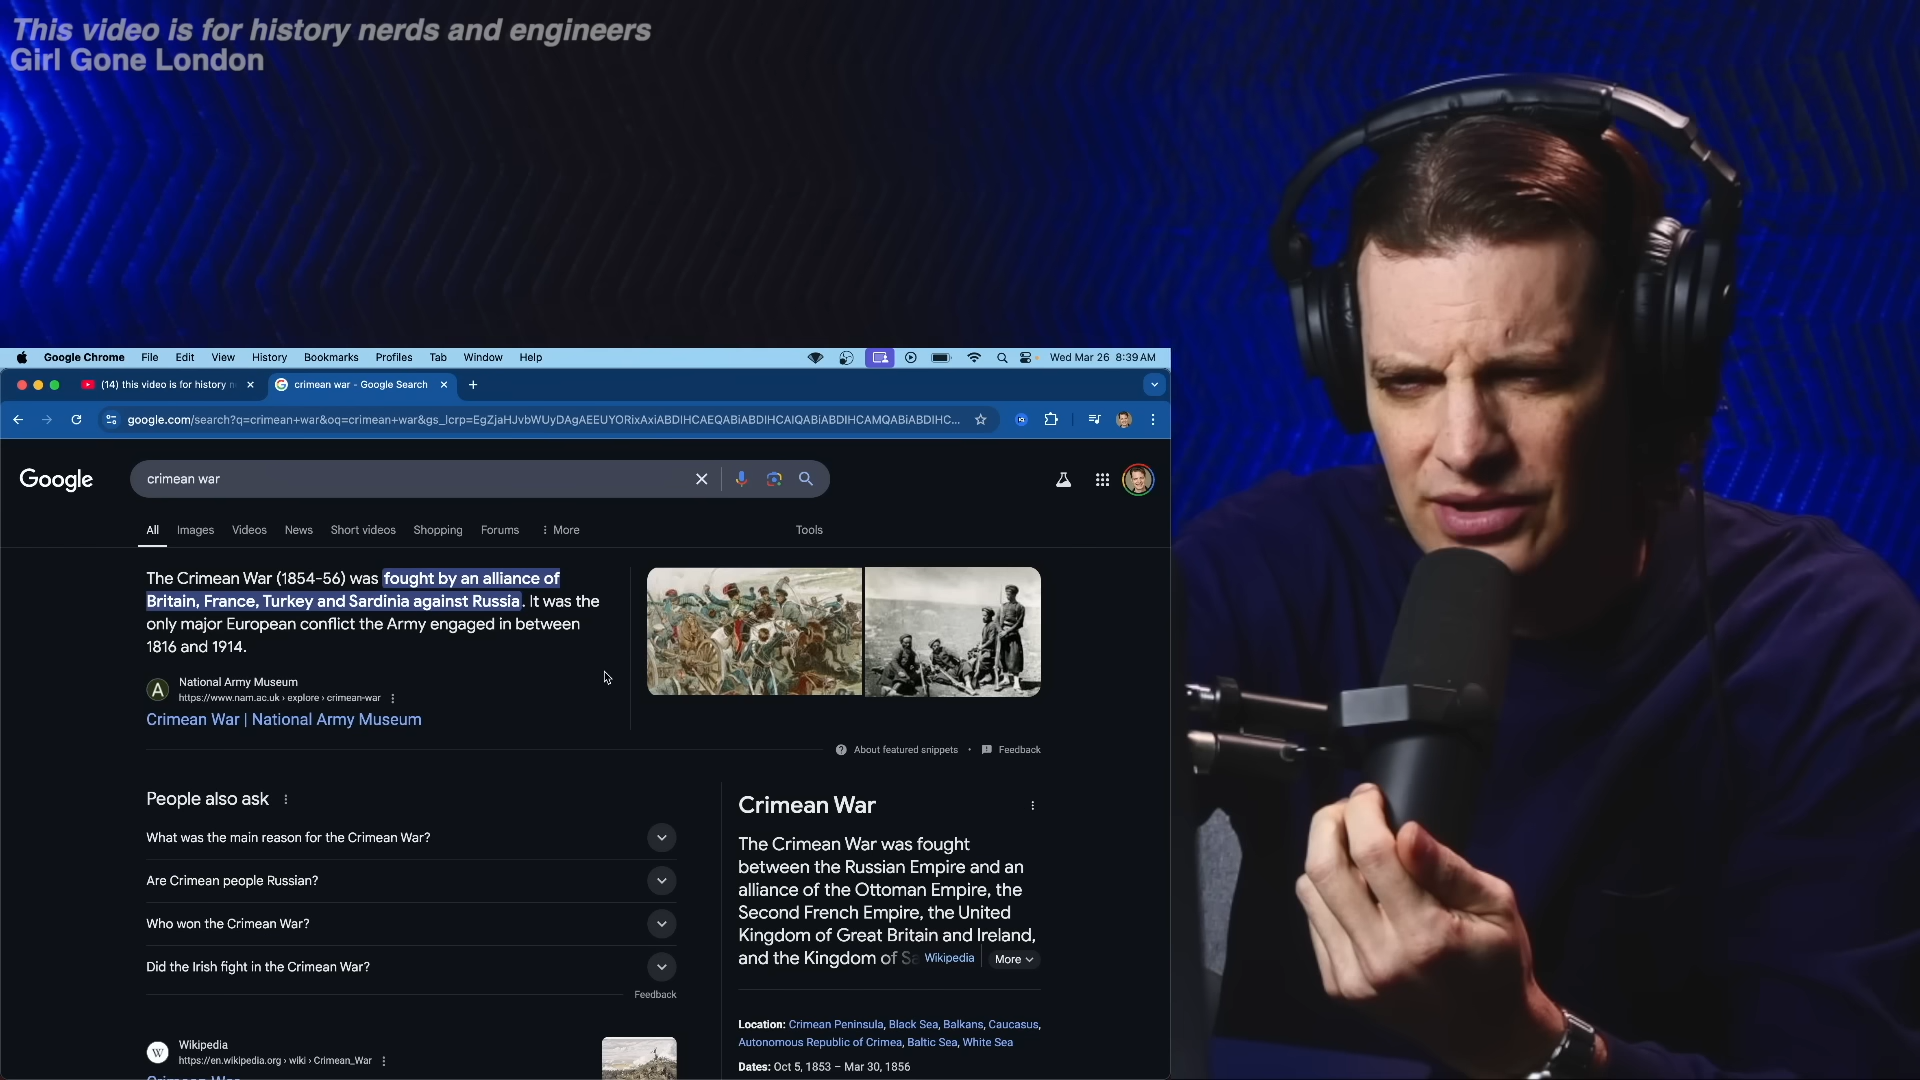 This video is for history nerds and engineers
Girl Gone London
Google Chrome File Edit View History Bookmarks Profiles Tab Window Help Wed Mar 26 8:39 AM
(14) this video is for history n
crimean war - Google Search
google.com/search?q=crimean+war&oq=crimean+war&gs_lcrp=EgZjaHJvbWUyDAgAEEUYORixAxiABDIHCAEQABiABDIHCAIQABiABDIHCAMQABiABDIHC...
Google
crimean war
All Images Videos News Short videos Shopping Forums More Tools
The Crimean War (1854-56) was fought by an alliance of
Britain, France, Turkey and Sardinia against Russia. It was the
only major European conflict the Army engaged in between
1816 and 1914.
A
National Army Museum
https://www.nam.ac.uk › explore › crimean-war
Crimean War | National Army Museum
About featured snippets • Feedback
People also ask
What was the main reason for the Crimean War?
Are Crimean people Russian?
Who won the Crimean War?
Did the Irish fight in the Crimean War?
Feedback
W
Wikipedia
https://en.wikipedia.org › wiki › Crimean_War
Crimean War
The Crimean War was fought
between the Russian Empire and an
alliance of the Ottoman Empire, the
Second French Empire, the United
Kingdom of Great Britain and Ireland,
and the Kingdom of Sa Wikipedia More
Location: Crimean Peninsula, Black Sea, Balkans, Caucasus,
Autonomous Republic of Crimea, Baltic Sea, White Sea
Dates: Oct 5, 1853 – Mar 30, 1856